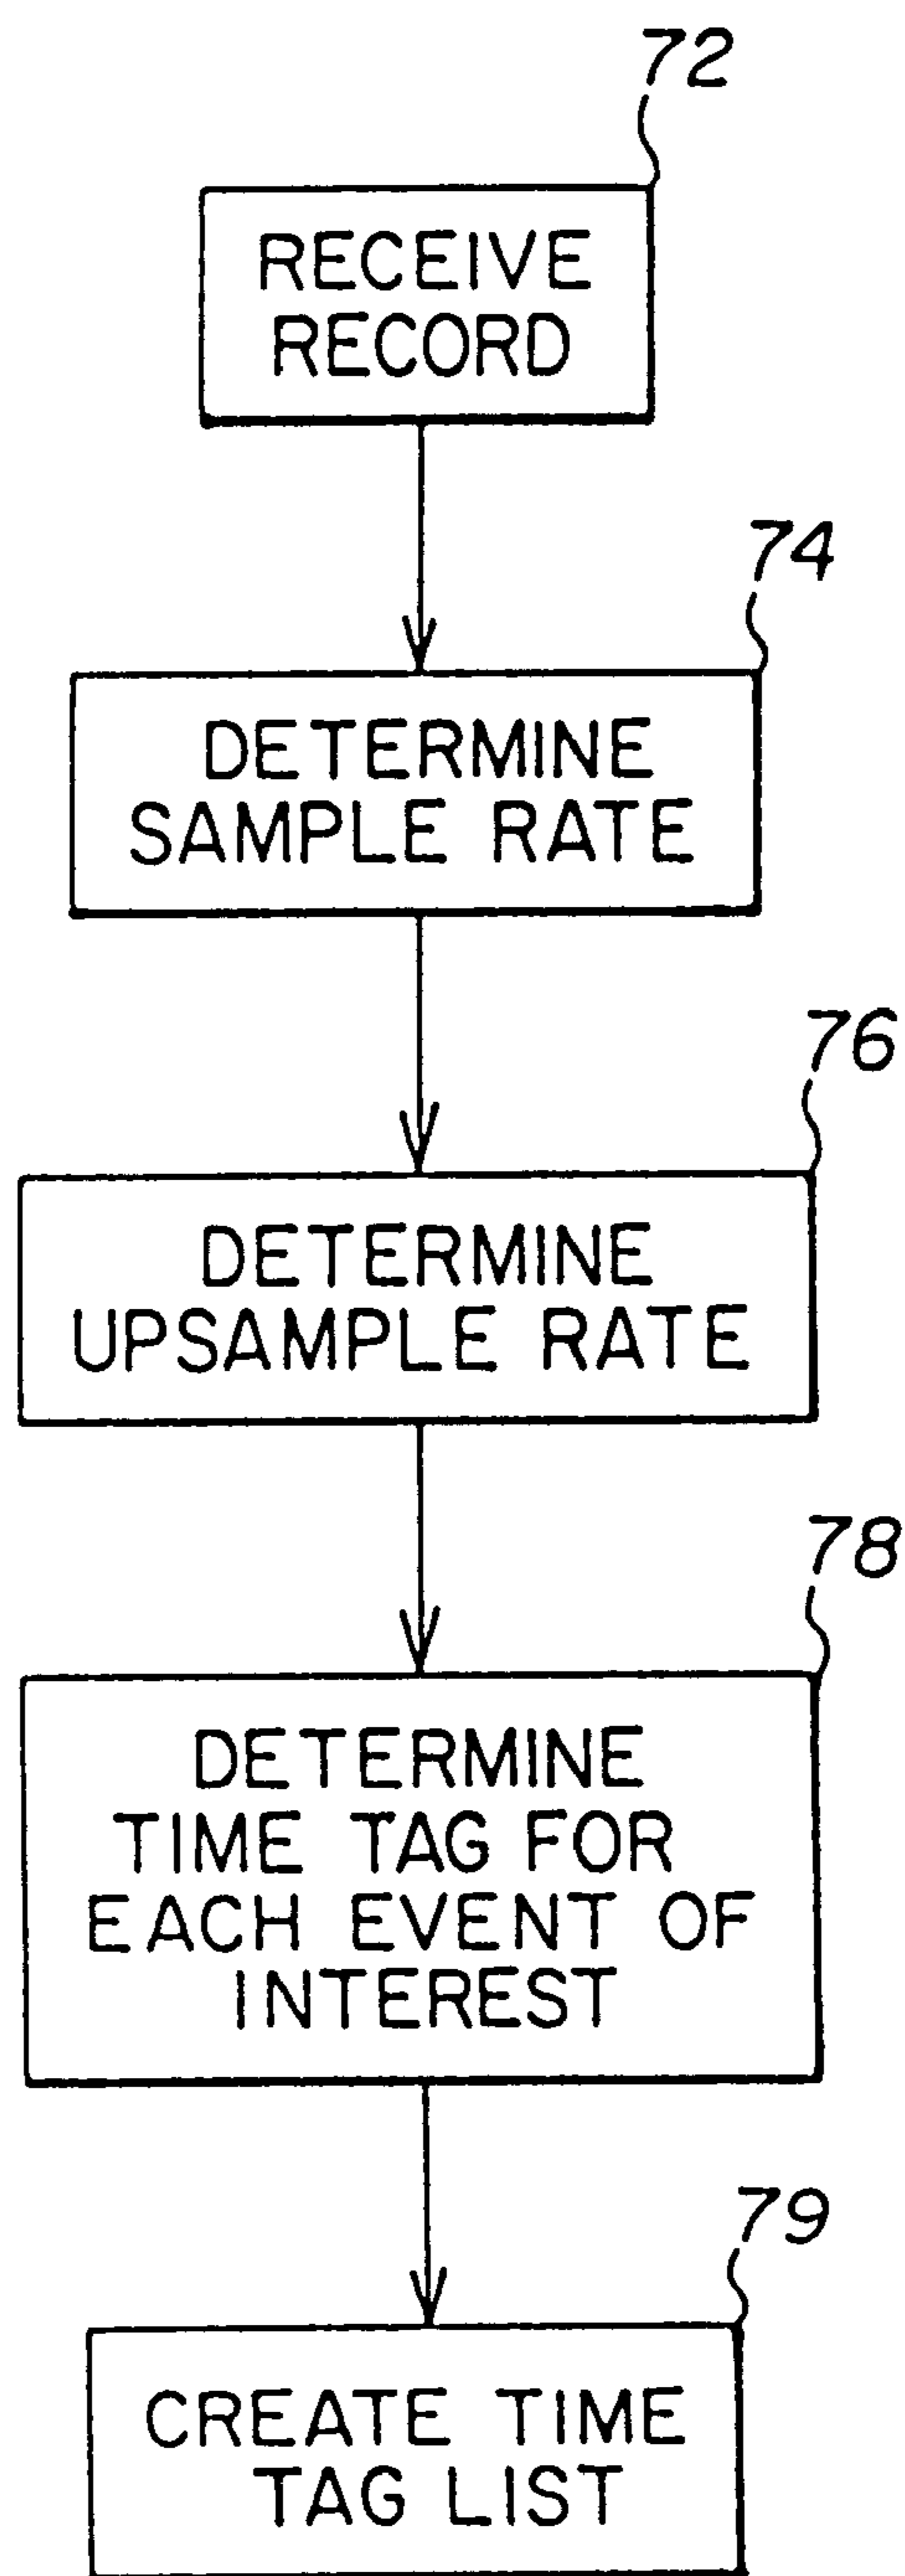 72
RECEIVE
RECORD
74
DETERMINE
SAMPLE RATE
76
DETERMINE
UPSAMPLE RATE
78
DETERMINE
TIME TAG FOR
EACH EVENT OF
INTEREST
79
CREATE TIME
TAG LIST